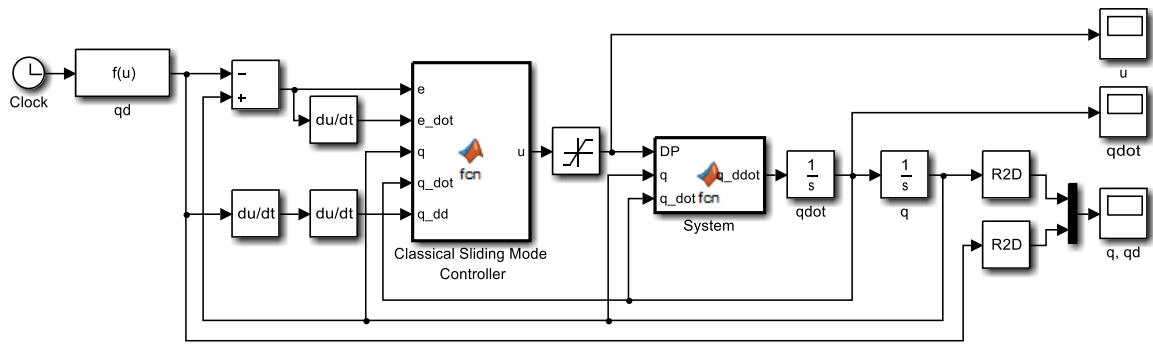 Clock
f(u)
qd
−
+
du/dt
du/dt
du/dt
e
e_dot
q
q_dot
q_dd
fcn
u
Classical Sliding Mode
Controller
DP
q
q_dot
fcn
q_ddot
System
1
s
qdot
1
s
q
R2D
R2D
u
qdot
q, qd